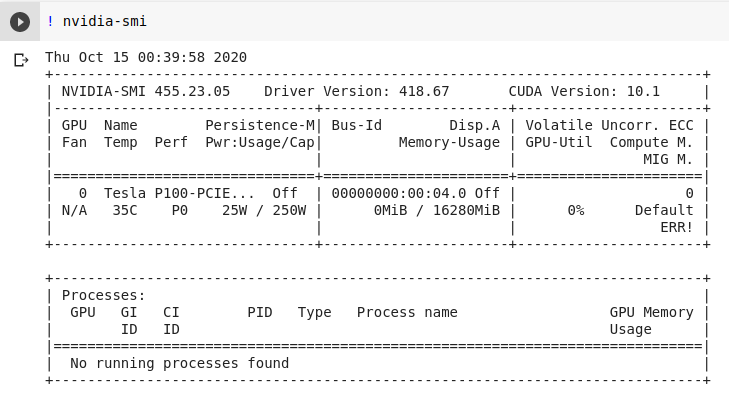 ! nvidia-smi
Thu Oct 15 00:39:58 2020
+-----------------------------------------------------------------------------+
| NVIDIA-SMI 455.23.05    Driver Version: 418.67       CUDA Version: 10.1     |
|-------------------------------+----------------------+----------------------+
| GPU  Name        Persistence-M| Bus-Id        Disp.A | Volatile Uncorr. ECC |
| Fan  Temp  Perf  Pwr:Usage/Cap|         Memory-Usage | GPU-Util  Compute M. |
|                               |                      |               MIG M. |
|===============================+======================+======================|
|   0  Tesla P100-PCIE...  Off  | 00000000:00:04.0 Off |                    0 |
| N/A   35C    P0    25W / 250W |      0MiB / 16280MiB |      0%      Default |
|                               |                      |                 ERR! |
+-------------------------------+----------------------+----------------------+

+-----------------------------------------------------------------------------+
| Processes:                                                                  |
|  GPU   GI   CI        PID   Type   Process name                  GPU Memory |
|        ID   ID                                                   Usage      |
|=============================================================================|
|  No running processes found                                                 |
+-----------------------------------------------------------------------------+